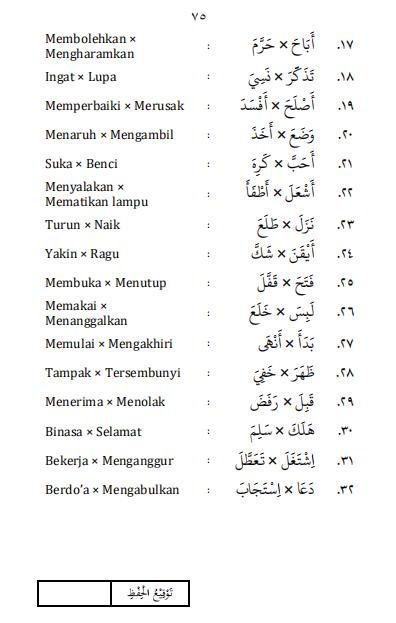 ٧٥
١٧. أَبَاحَ × حَرَّمَ : Membolehkan ×
Mengharamkan
١٨. تَذَكَّرَ × نَسِيَ : Ingat × Lupa
١٩. أَصْلَحَ × أَفْسَدَ : Memperbaiki × Merusak
٢٠. وَضَعَ × أَخَذَ : Menaruh × Mengambil
٢١. أَحَبَّ × كَرِهَ : Suka × Benci
٢٢. أَشْعَلَ × أَطْفَأَ : Menyalakan ×
Mematikan lampu
٢٣. نَزَلَ × طَلَعَ : Turun × Naik
٢٤. أَيْقَنَ × شَكَّ : Yakin × Ragu
٢٥. فَتَحَ × قَفَّلَ : Membuka × Menutup
٢٦. لَبِسَ × خَلَعَ : Memakai ×
Menanggalkan
٢٧. بَدَأَ × أَنْهَى : Memulai × Mengakhiri
٢٨. ظَهَرَ × خَفِيَ : Tampak × Tersembunyi
٢٩. قَبِلَ × رَفَضَ : Menerima × Menolak
٣٠. هَلَكَ × سَلِمَ : Binasa × Selamat
٣١. اِشْتَغَلَ × تَعَطَّلَ : Bekerja × Menganggur
٣٢. دَعَا × اِسْتَجَابَ : Berdo’a × Mengabulkan
تَوْقِيْعُ الْحِفْظِ